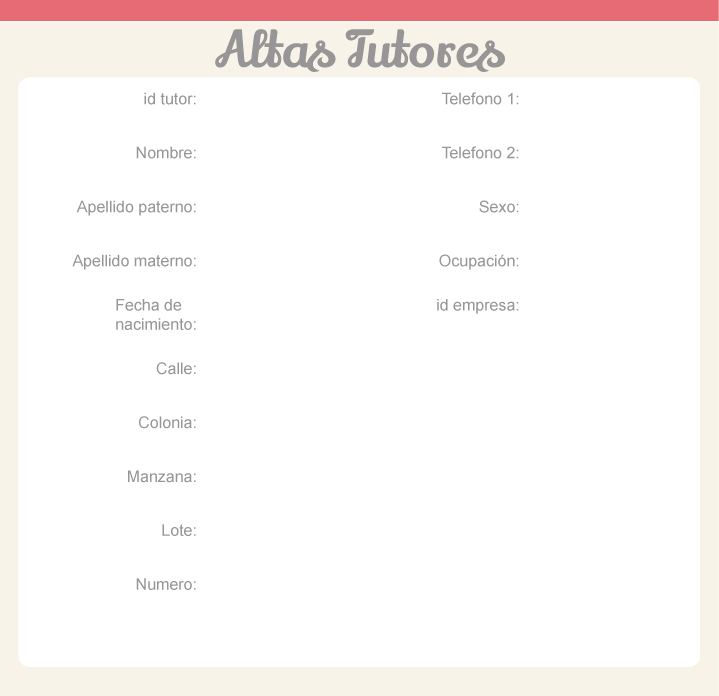 Altas Tutores
id tutor:
Nombre:
Apellido paterno:
Apellido materno:
Fecha de
nacimiento:
Calle:
Colonia:
Manzana:
Lote:
Numero:
Telefono 1:
Telefono 2:
Sexo:
Ocupación:
id empresa: